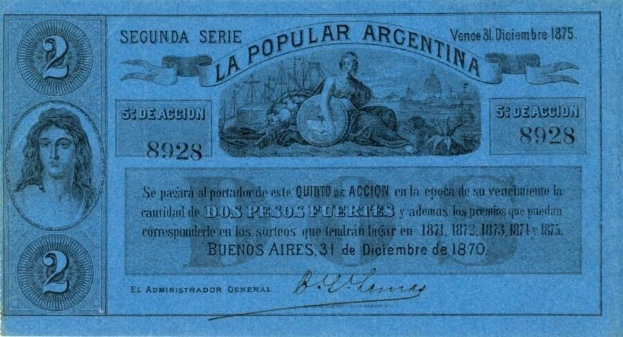 2
SEGUNDA SERIE
Vence 31. Diciembre 1875.
LA POPULAR ARGENTINA
5º DE ACCION
8928
5º DE ACCION
8928
Se pagará al portador de este QUINTO DE ACCION en la época de su vencimiento la
cantidad de DOS PESOS FUERTES y ademas los premios que puedan
corresponderle en los sorteos que tendrán lugar en 1871, 1872, 1873, 1874 y 1875.
BUENOS AIRES, 31 de Diciembre de 1870.
2
EL ADMINISTRADOR GENERAL